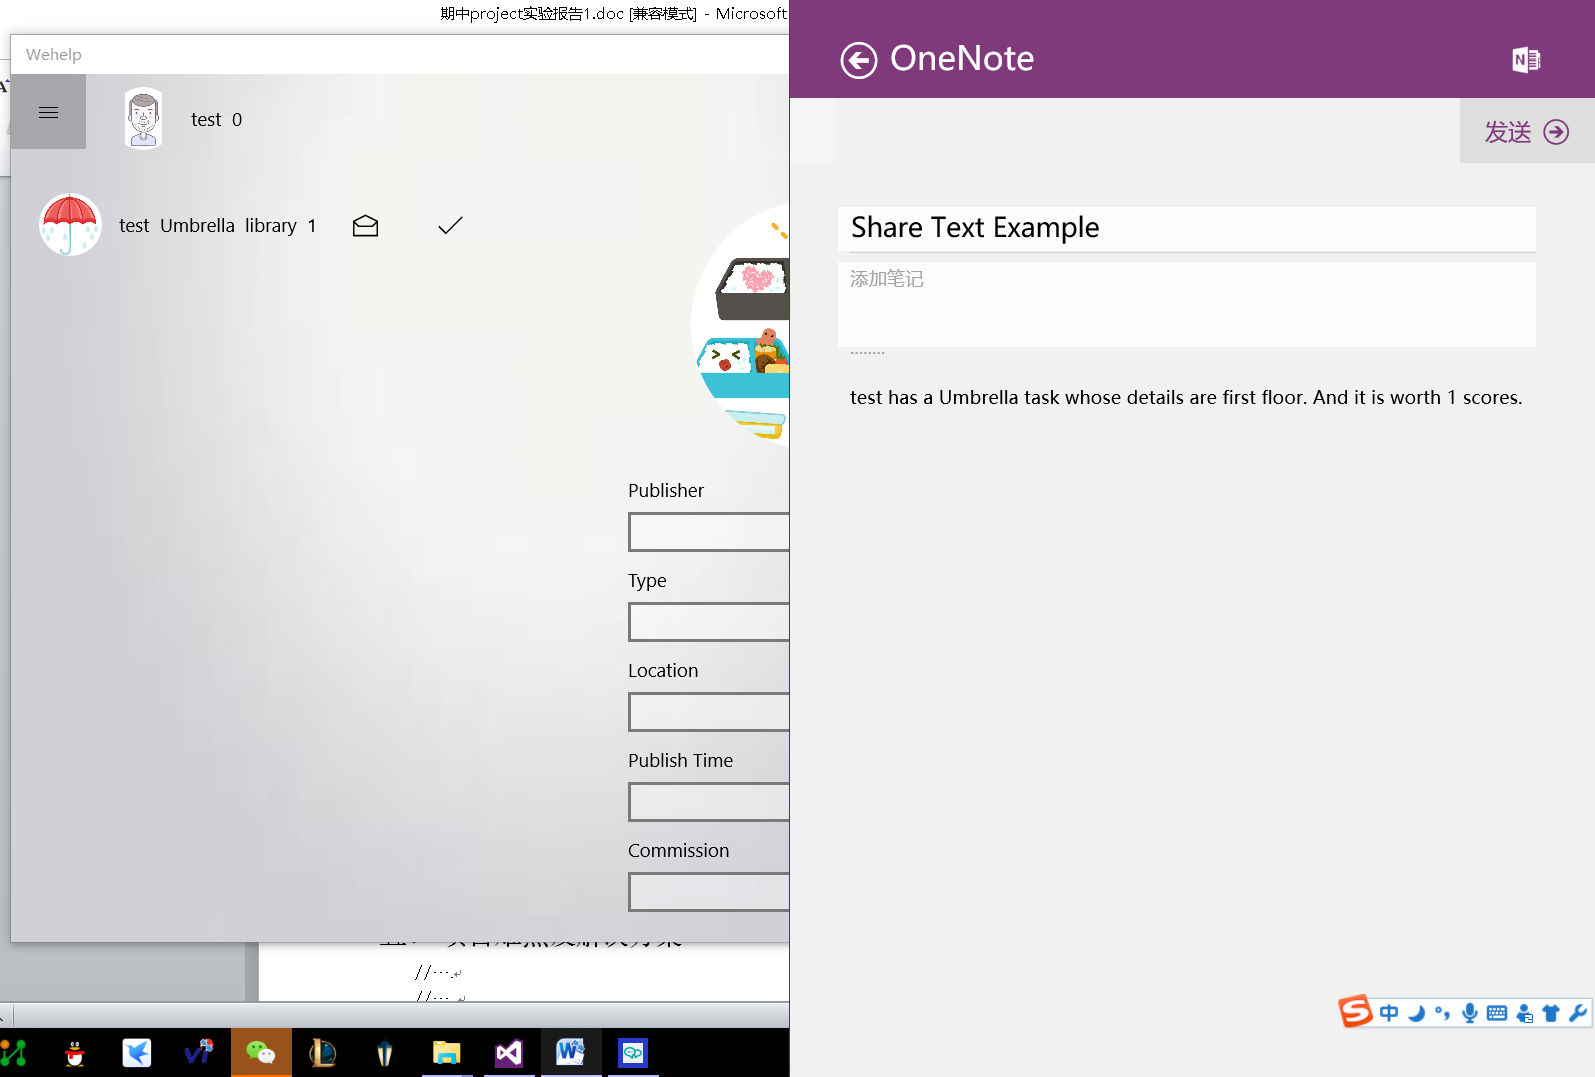 期中project实验报告1.doc [兼容模式] - Microsoft
Wehelp
test 0
test Umbrella library 1
Publisher
Type
Location
Publish Time
Commission
//….
//….
OneNote
发送
Share Text Example
添加笔记
........
test has a Umbrella task whose details are first floor. And it is worth 1 scores.
中